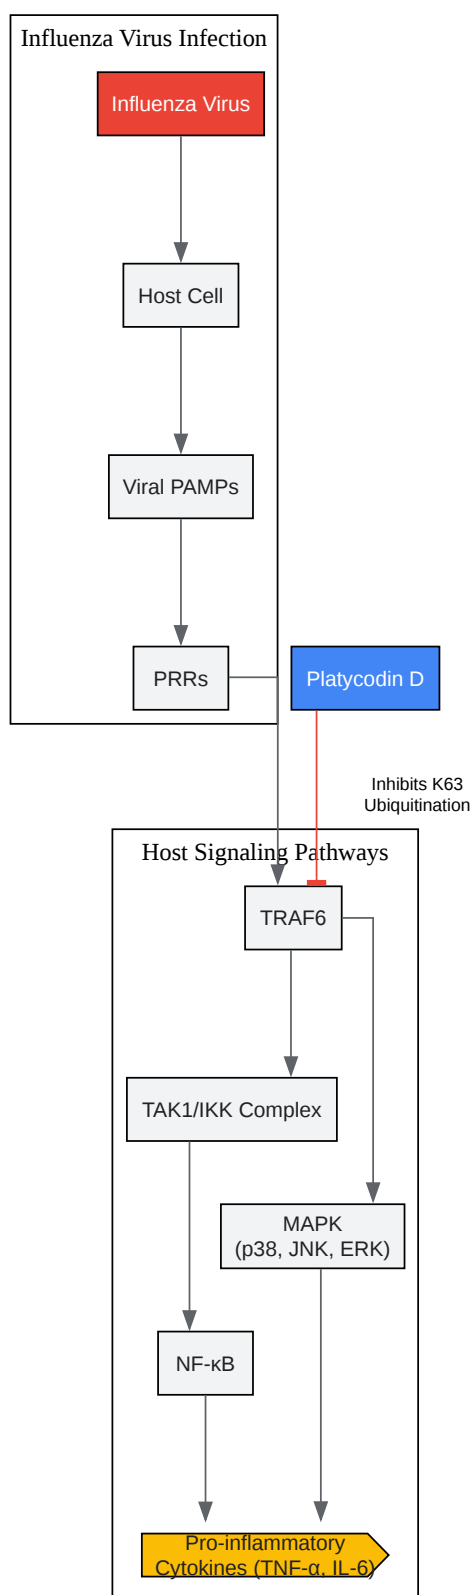 Influenza Virus Infection
Influenza Virus
Host Cell
Viral PAMPs
PRRs
Platycodin D
Inhibits K63
Ubiquitination
Host Signaling Pathways
TRAF6
TAK1/IKK Complex
MAPK
(p38, JNK, ERK)
NF-κB
Pro-inflammatory
Cytokines (TNF-α, IL-6)